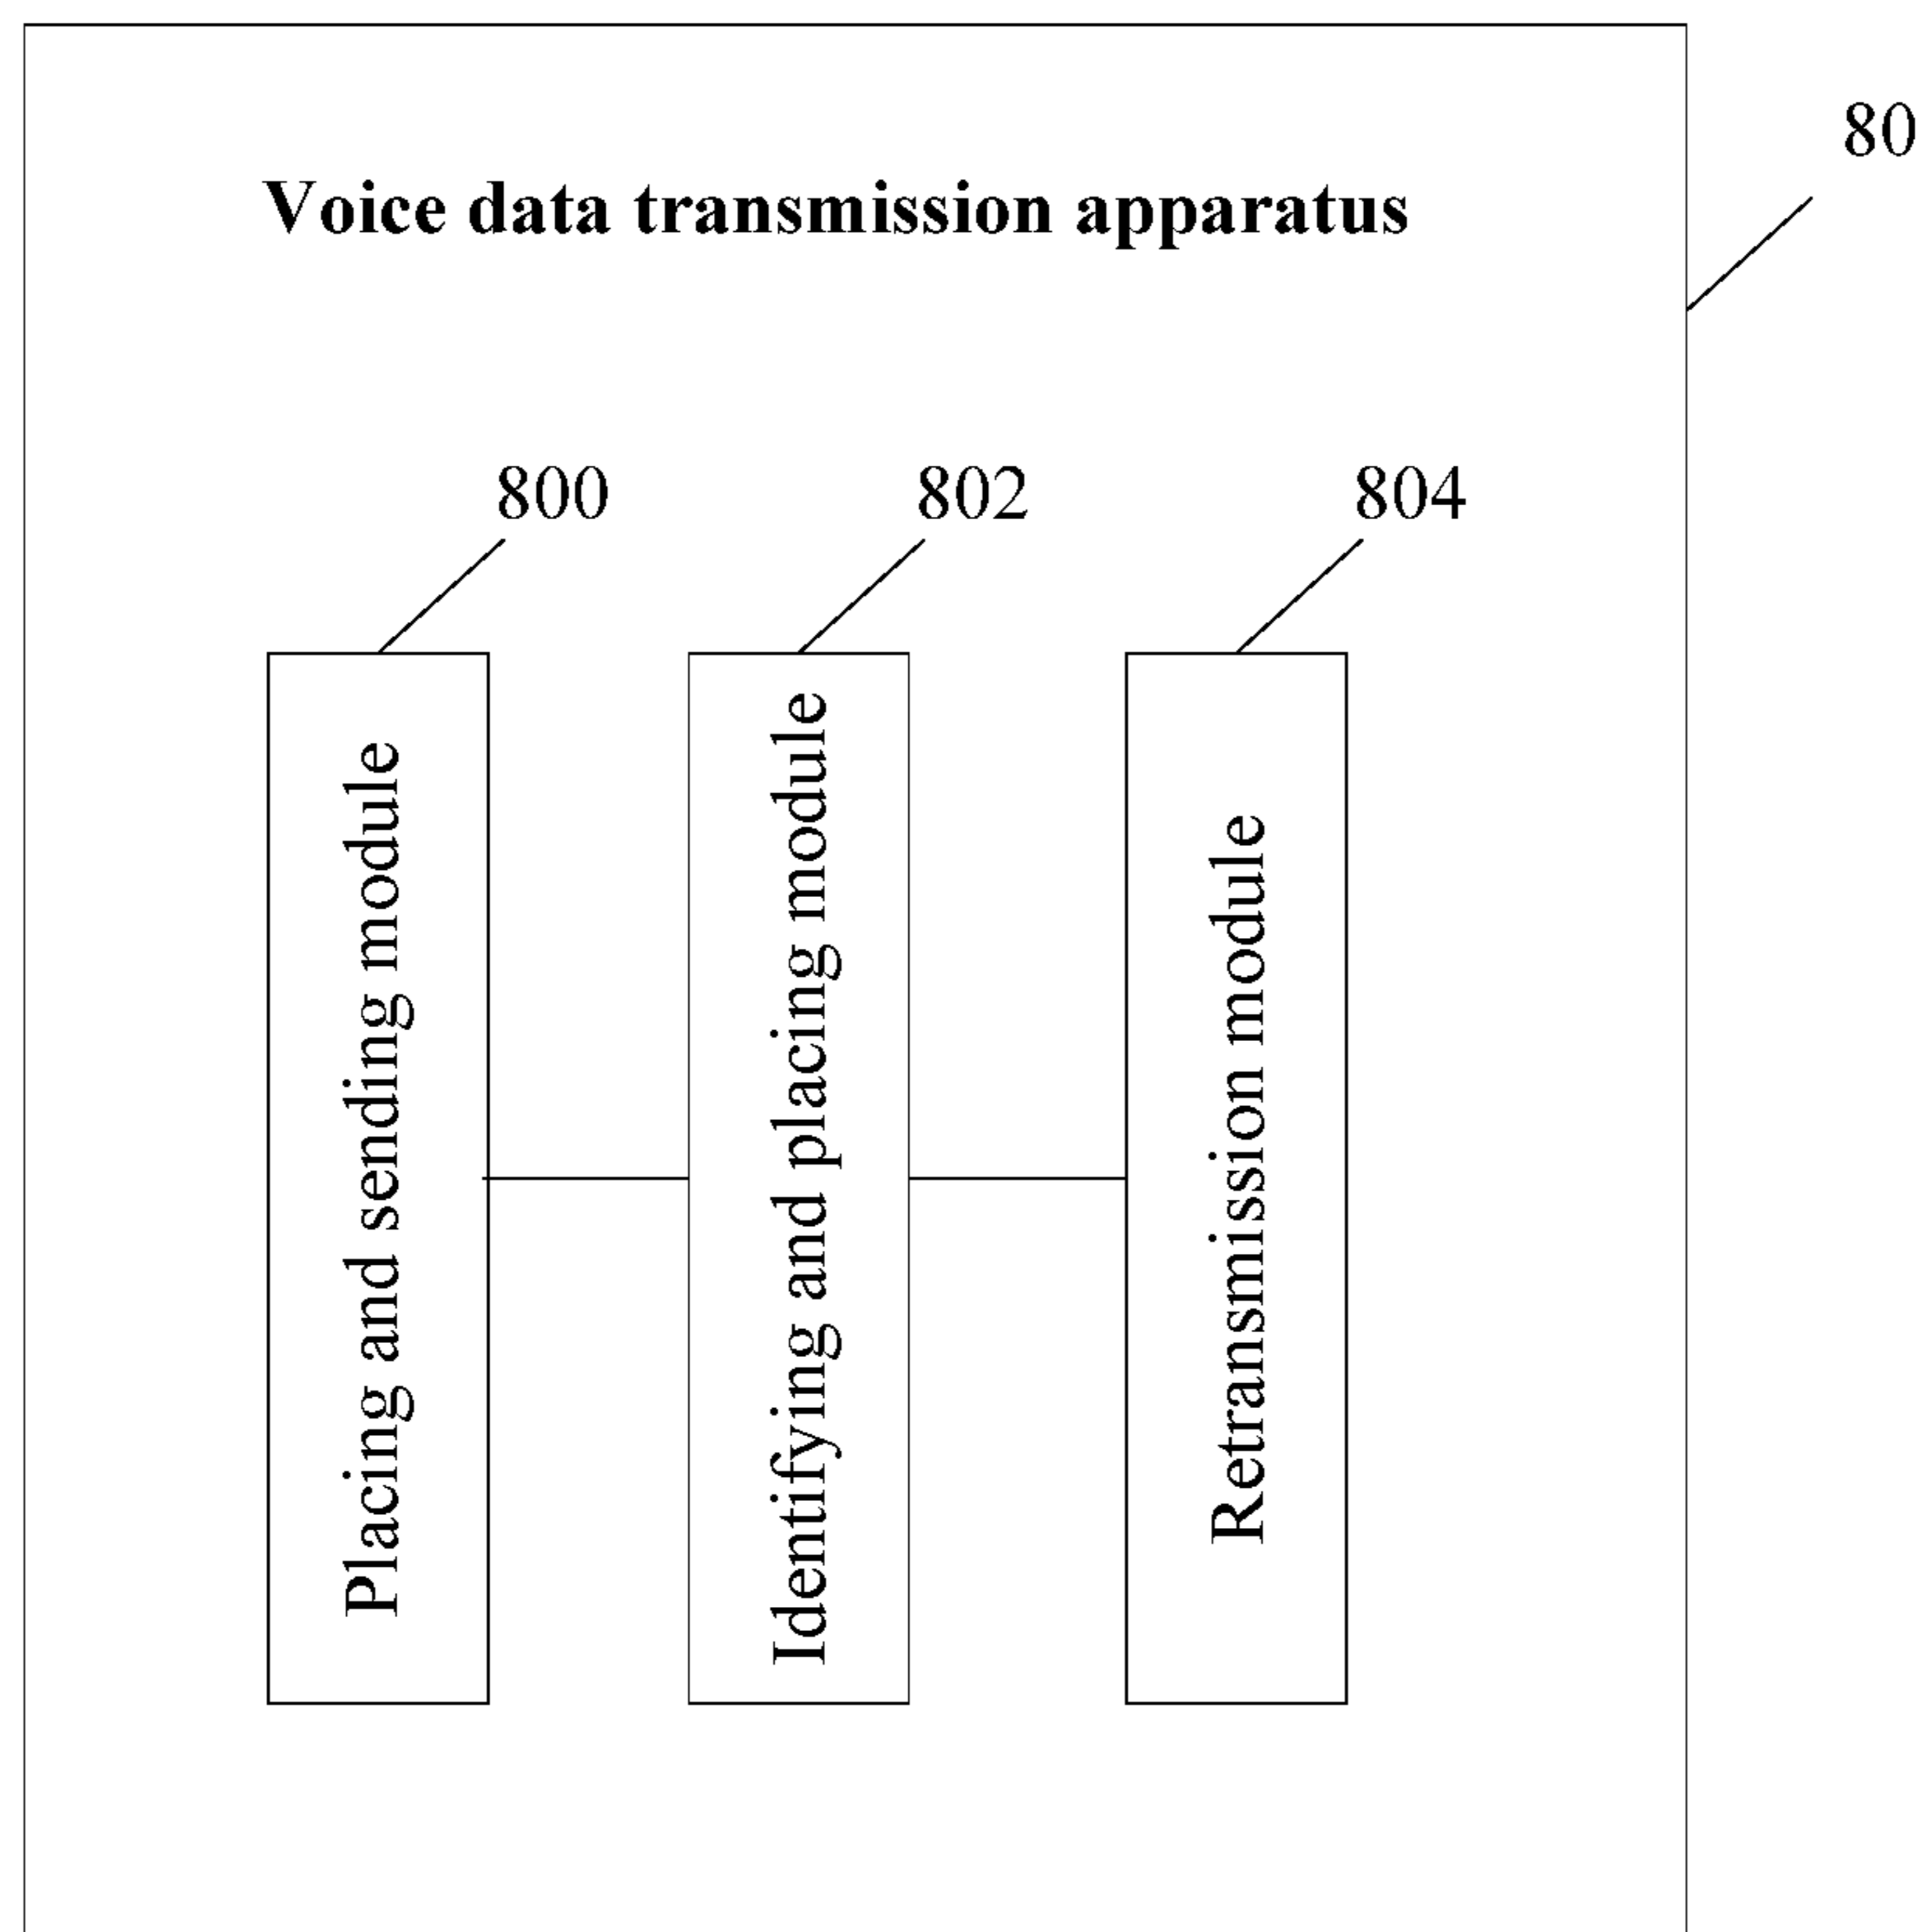 80
Voice data transmission apparatus
800
802
804
Placing and sending module
Identifying and placing module
Retransmission module